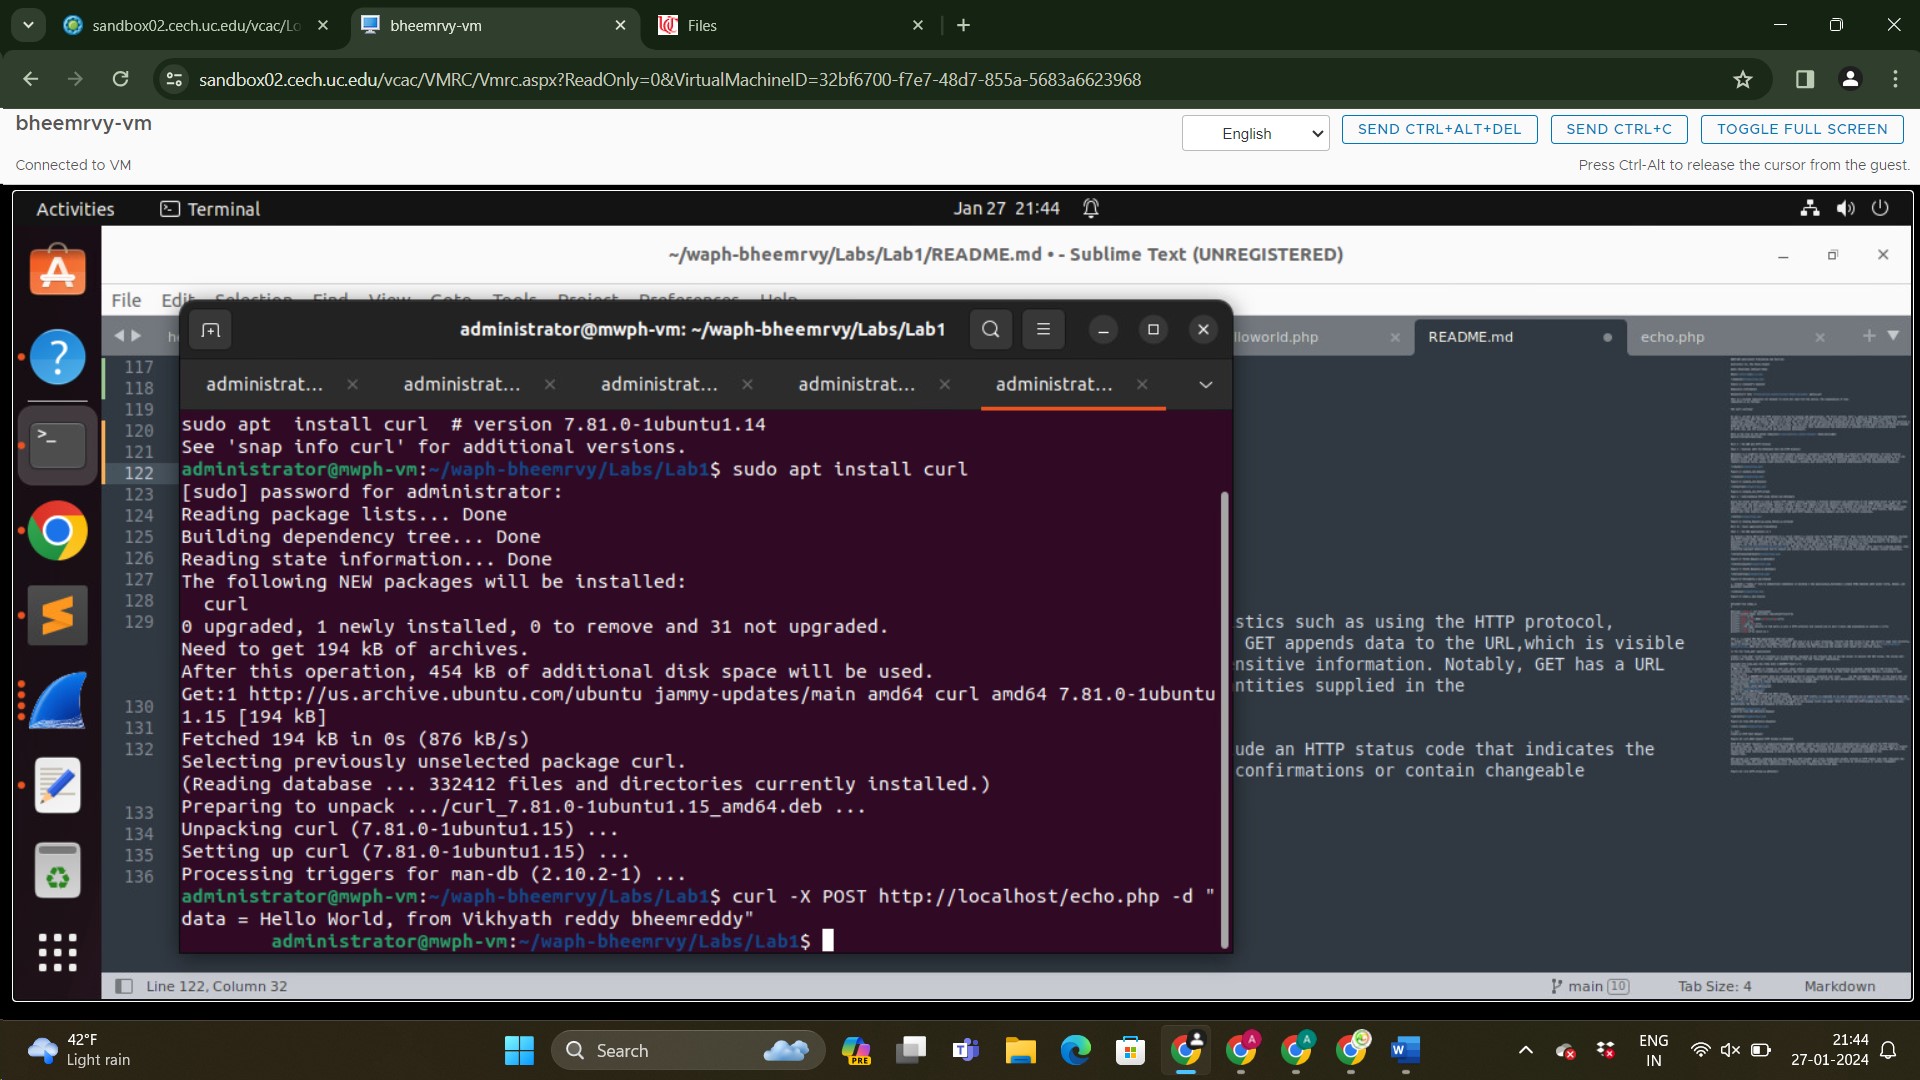 sandbox02.cech.uc.edu/vcac/Lo
bheemrvy-vm
Files
sandbox02.cech.uc.edu/vcac/VMRC/Vmrc.aspx?ReadOnly=0&VirtualMachineID=32bf6700-f7e7-48d7-855a-5683a6623968
bheemrvy-vm
English
SEND CTRL+ALT+DEL
SEND CTRL+C
TOGGLE FULL SCREEN
Connected to VM
Press Ctrl-Alt to release the cursor from the guest.
Activities
Terminal
Jan 27 21:44
~/waph-bheemrvy/Labs/Lab1/README.md • - Sublime Text (UNREGISTERED)
File Edit Selection Find View Goto Tools Project Preferences Help
administrator@mwph-vm: ~/waph-bheemrvy/Labs/Lab1
he
lloworld.php
README.md
echo.php
administrat...
administrat...
administrat...
administrat...
administrat...
117
118
119
120
121
122
123
124
125
126
127
128
129
130
131
132
133
134
135
136
sudo apt  install curl  # version 7.81.0-1ubuntu1.14
See 'snap info curl' for additional versions.
administrator@mwph-vm:~/waph-bheemrvy/Labs/Lab1$ sudo apt install curl
[sudo] password for administrator:
Reading package lists... Done
Building dependency tree... Done
Reading state information... Done
The following NEW packages will be installed:
curl
0 upgraded, 1 newly installed, 0 to remove and 31 not upgraded.
Need to get 194 kB of archives.
After this operation, 454 kB of additional disk space will be used.
Get:1 http://us.archive.ubuntu.com/ubuntu jammy-updates/main amd64 curl amd64 7.81.0-1ubuntu
1.15 [194 kB]
Fetched 194 kB in 0s (876 kB/s)
Selecting previously unselected package curl.
(Reading database ... 332412 files and directories currently installed.)
Preparing to unpack .../curl_7.81.0-1ubuntu1.15_amd64.deb ...
Unpacking curl (7.81.0-1ubuntu1.15) ...
Setting up curl (7.81.0-1ubuntu1.15) ...
Processing triggers for man-db (2.10.2-1) ...
administrator@mwph-vm:~/waph-bheemrvy/Labs/Lab1$ curl -X POST http://localhost/echo.php -d "
data = Hello World, from Vikhyath reddy bheemreddy"
administrator@mwph-vm:~/waph-bheemrvy/Labs/Lab1$
stics such as using the HTTP protocol,
GET appends data to the URL,which is visible
nsitive information. Notably, GET has a URL
ntities supplied in the
ude an HTTP status code that indicates the
confirmations or contain changeable
Line 122, Column 32
main 10
Tab Size: 4
Markdown
42°F
Light rain
Search
PRE
A
A
ENG
IN
21:44
27-01-2024